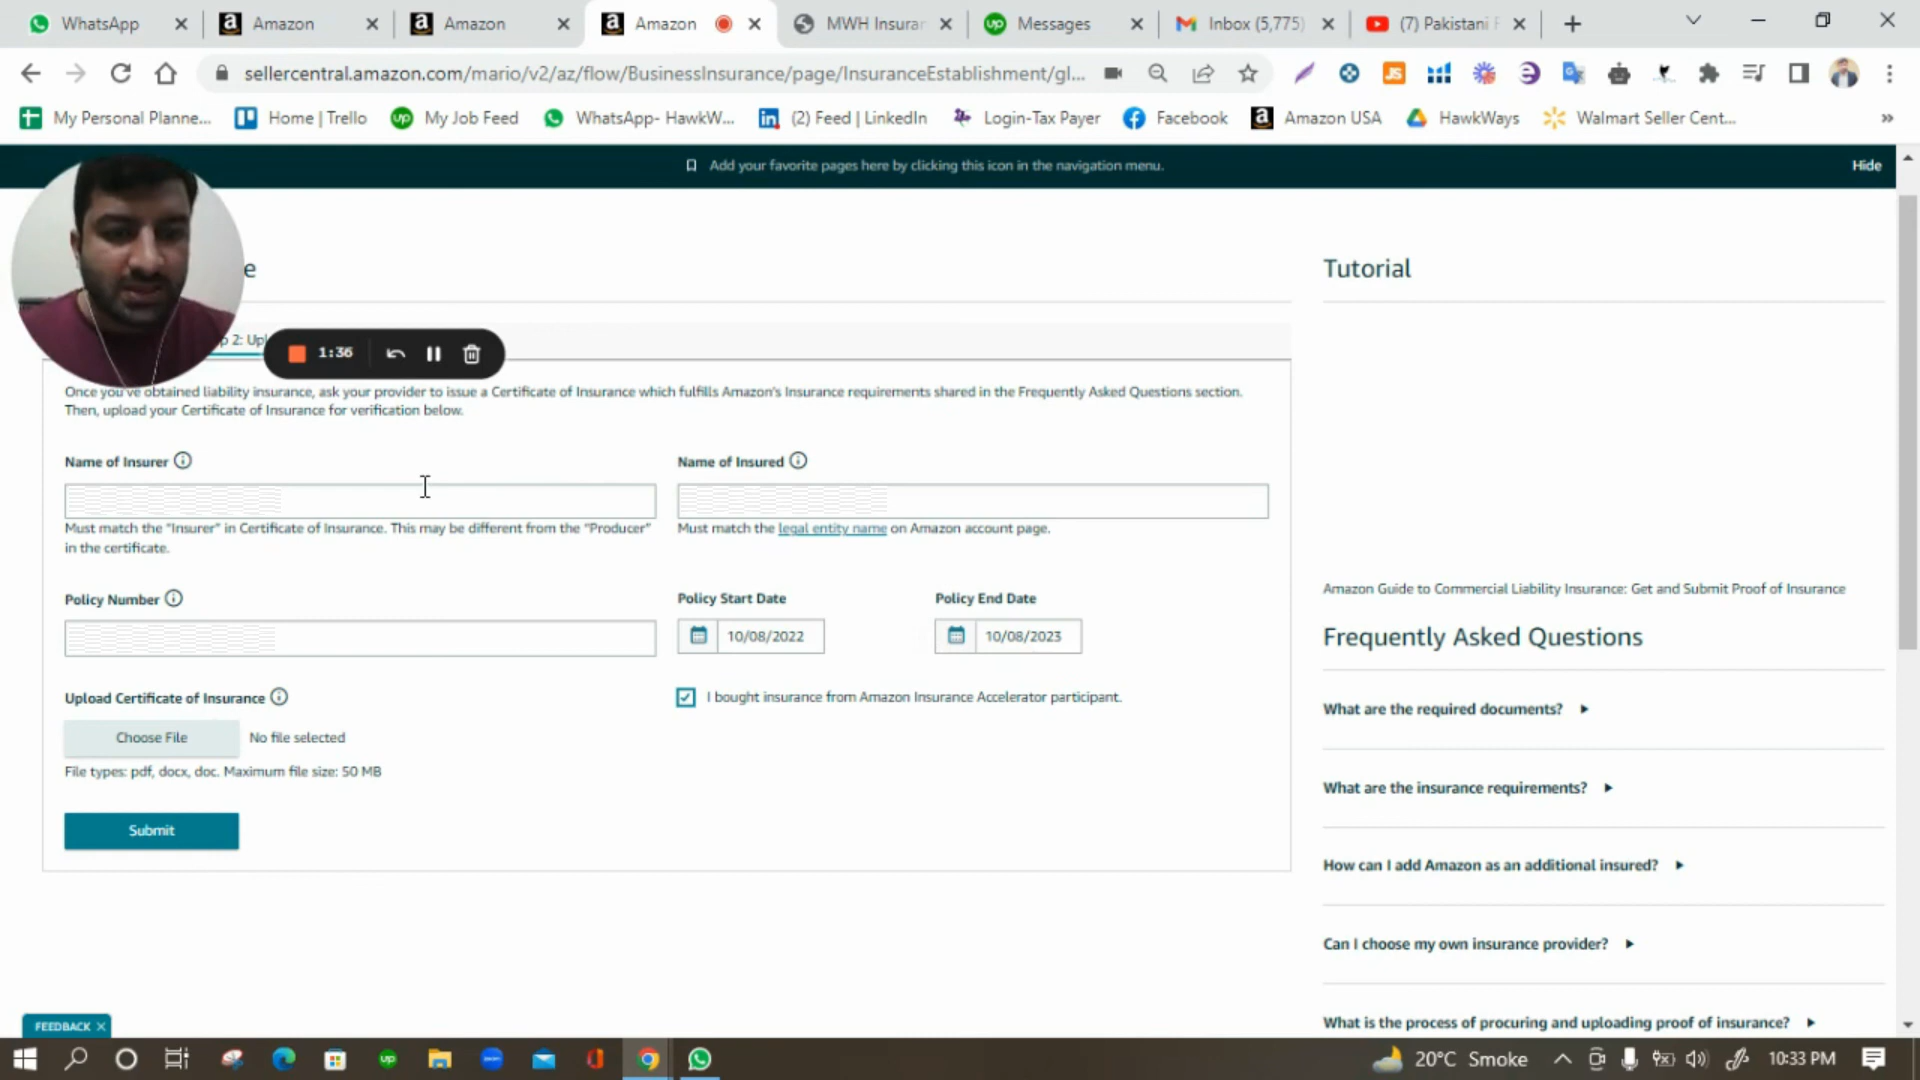 WhatsApp
Amazon
Amazon
Amazon
MWH Insuran
Messages
Inbox (5,775)
(7) Pakistani F
sellercentral.amazon.com/mario/v2/az/flow/BusinessInsurance/page/InsuranceEstablishment/gl...
My Personal Planne...
Home | Trello
My Job Feed
WhatsApp- HawkW...
(2) Feed | LinkedIn
Login-Tax Payer
Facebook
Amazon USA
HawkWays
Walmart Seller Cent...
Add your favorite pages here by clicking this icon in the navigation menu.
Hide
e
Tutorial
p 2: Upl
1:36
Once you've obtained liability insurance, ask your provider to issue a Certificate of Insurance which fulfills Amazon's Insurance requirements shared in the Frequently Asked Questions section.
Then, upload your Certificate of Insurance for verification below.
Name of Insurer
Name of Insured
Must match the "Insurer" in Certificate of Insurance. This may be different from the "Producer"
in the certificate.
Must match the legal entity name on Amazon account page.
Policy Number
Policy Start Date
Policy End Date
10/08/2022
10/08/2023
Upload Certificate of Insurance
I bought insurance from Amazon Insurance Accelerator participant.
Choose File
No file selected
File types: pdf, docx, doc. Maximum file size: 50 MB
Submit
Amazon Guide to Commercial Liability Insurance: Get and Submit Proof of Insurance
Frequently Asked Questions
What are the required documents?
What are the insurance requirements?
How can I add Amazon as an additional insured?
Can I choose my own insurance provider?
What is the process of procuring and uploading proof of insurance?
FEEDBACK
20°C Smoke
10:33 PM